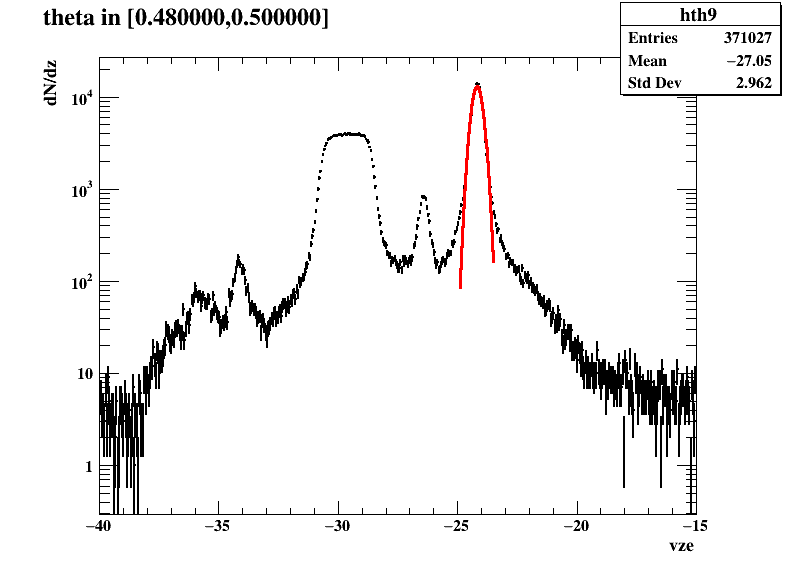 theta in [0.480000,0.500000]
hth9
Entries 371027
Mean −27.05
Std Dev 2.962
dN/dz
10⁴
10³
10²
10
1
−40 −35 −30 −25 −20 −15
vze